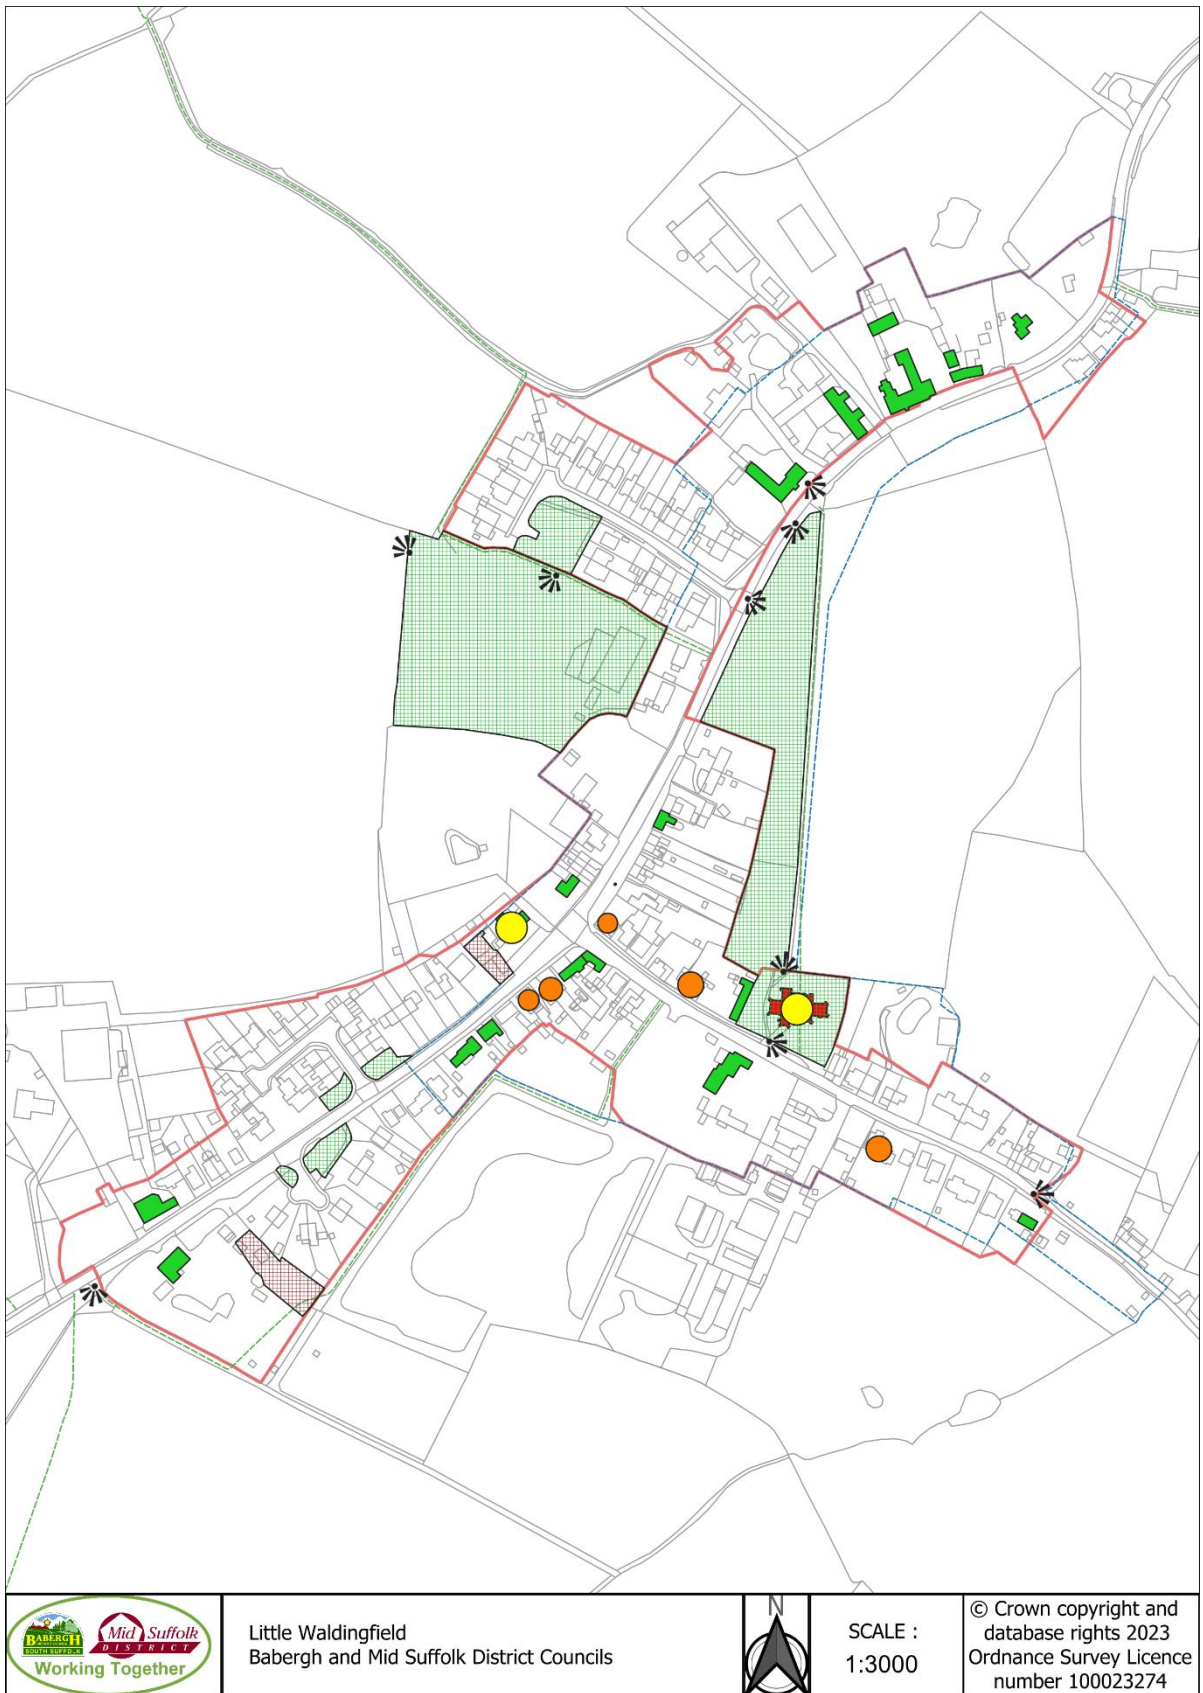 BABERGH
SOUTH SUFFOLK
Mid Suffolk
DISTRICT
Working Together
Little Waldingfield
Babergh and Mid Suffolk District Councils
N
SCALE :
1:3000
© Crown copyright and
database rights 2023
Ordnance Survey Licence
number 100023274